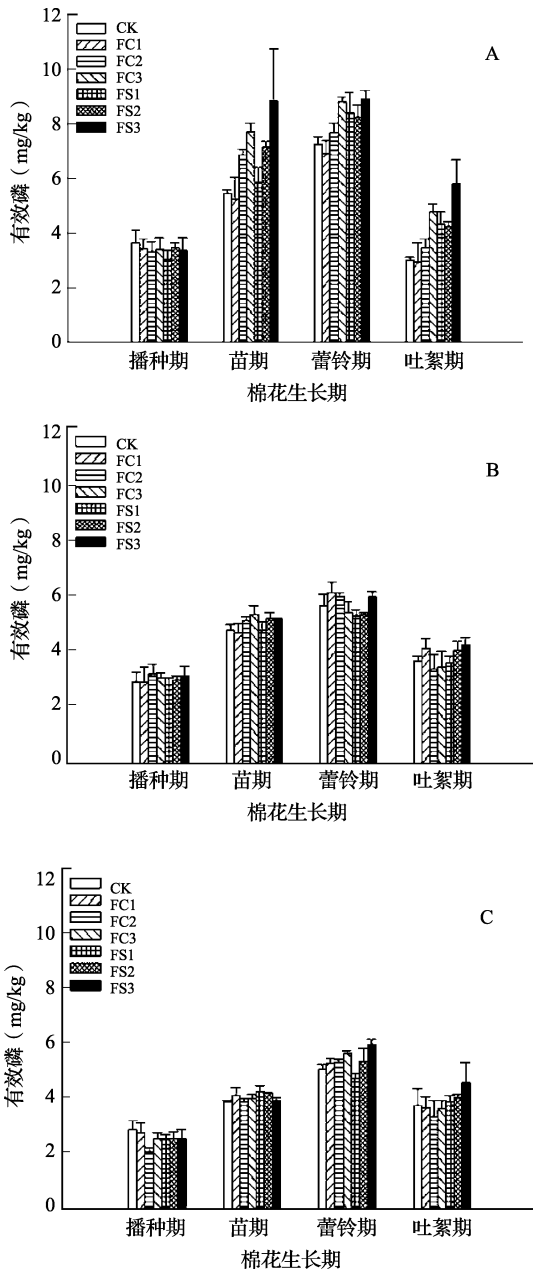 12
10
8
6
4
2
0
有效磷（mg/kg）
CK
FC1
FC2
FC3
FS1
FS2
FS3
A
播种期 苗期 蕾铃期 吐絮期
棉花生长期
12
10
8
6
4
2
0
有效磷（mg/kg）
CK
FC1
FC2
FC3
FS1
FS2
FS3
B
播种期 苗期 蕾铃期 吐絮期
棉花生长期
12
10
8
6
4
2
0
有效磷（mg/kg）
CK
FC1
FC2
FC3
FS1
FS2
FS3
C
播种期 苗期 蕾铃期 吐絮期
棉花生长期